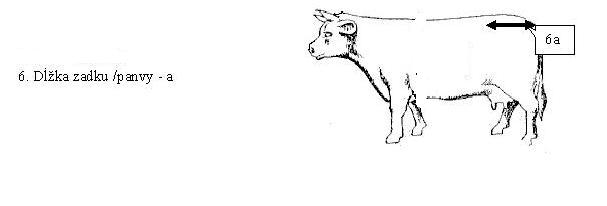 6a
6. Dĺžka zadku /panvy - a